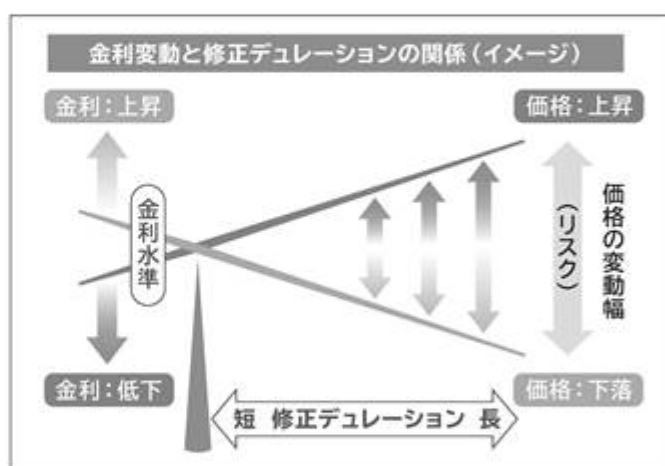 金利変動と修正デュレーションの関係（イメージ）
金利：上昇
価格：上昇
金利水準
価格の変動幅
（リスク）
金利：低下
価格：下落
短 修正デュレーション 長